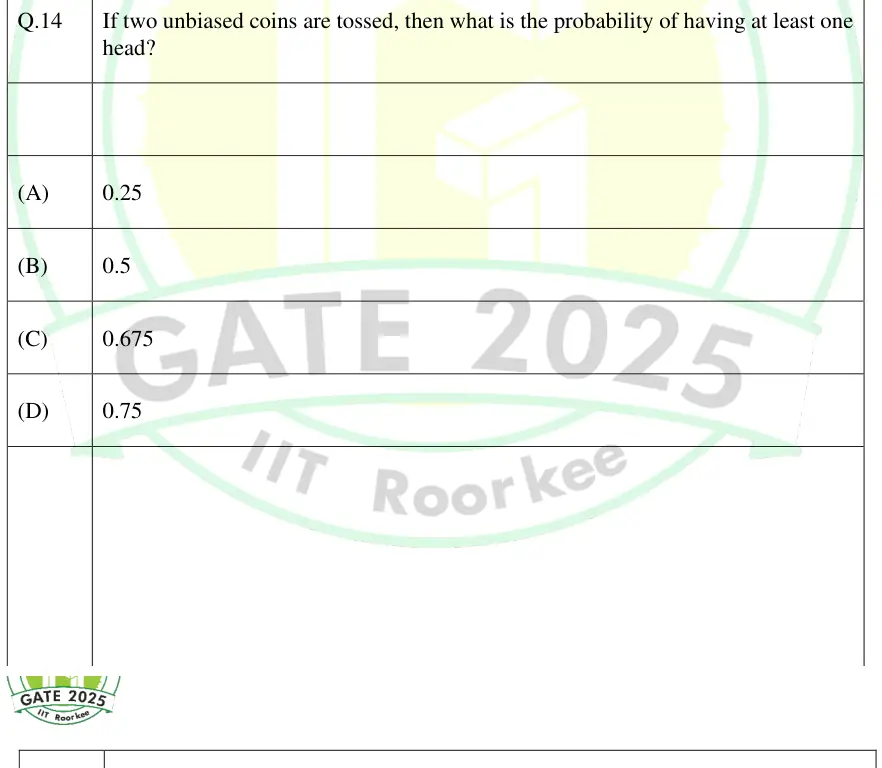 Q.14 If two unbiased coins are tossed, then what is the probability of having at least one
head?
(A) 0.25
(B) 0.5
(C) 0.675
(D) 0.75
GATE 2025
IIT Roorkee
GATE 2025
IIT Roorkee